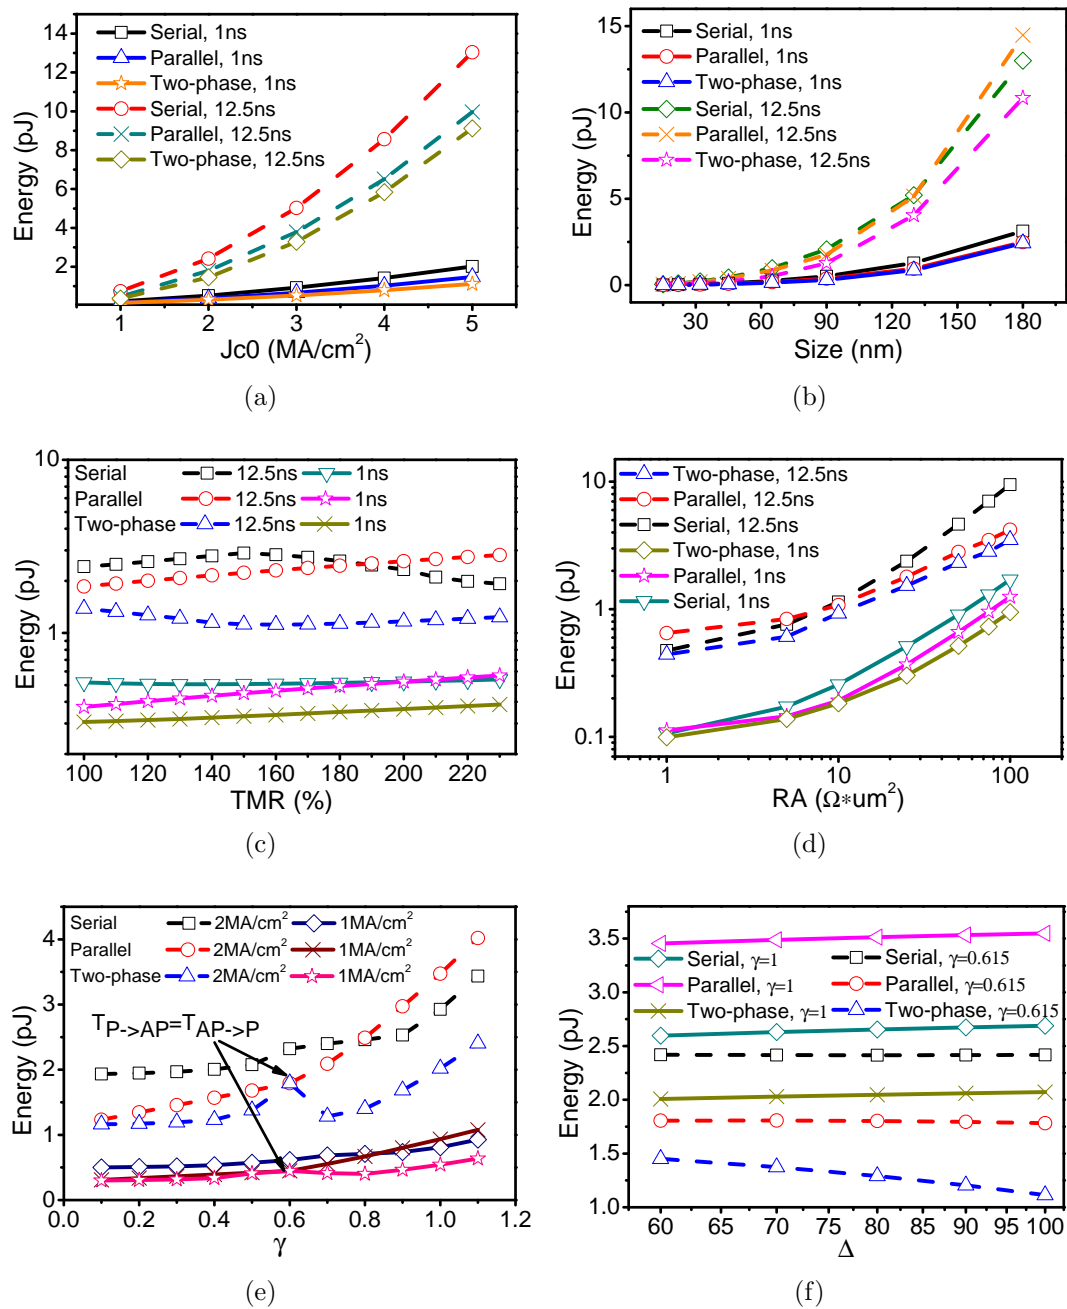 Serial, 1ns
Parallel, 1ns
Two-phase, 1ns
Serial, 12.5ns
Parallel, 12.5ns
Two-phase, 12.5ns
14
12
10
8
6
4
2
Energy (pJ)
1 2 3 4 5
Jc0 (MA/cm²)
(a)
Serial, 1ns
Parallel, 1ns
Two-phase, 1ns
Serial, 12.5ns
Parallel, 12.5ns
Two-phase, 12.5ns
15
10
5
0
Energy (pJ)
30 60 90 120 150 180
Size (nm)
(b)
Serial 12.5ns 1ns
Parallel 12.5ns 1ns
Two-phase 12.5ns 1ns
10
1
Energy (pJ)
100 120 140 160 180 200 220
TMR (%)
(c)
Two-phase, 12.5ns
Parallel, 12.5ns
Serial, 12.5ns
Two-phase, 1ns
Parallel, 1ns
Serial, 1ns
10
1
0.1
Energy (pJ)
1 10 100
RA (Ω*um²)
(d)
Serial 2MA/cm² 1MA/cm²
Parallel 2MA/cm² 1MA/cm²
Two-phase 2MA/cm² 1MA/cm²
T_P->AP=T_AP->P
4
3
2
1
0
Energy (pJ)
0.0 0.2 0.4 0.6 0.8 1.0 1.2
γ
(e)
Serial, γ=1 Serial, γ=0.615
Parallel, γ=1 Parallel, γ=0.615
Two-phase, γ=1 Two-phase, γ=0.615
3.5
3.0
2.5
2.0
1.5
1.0
Energy (pJ)
60 65 70 75 80 85 90 95 100
Δ
(f)